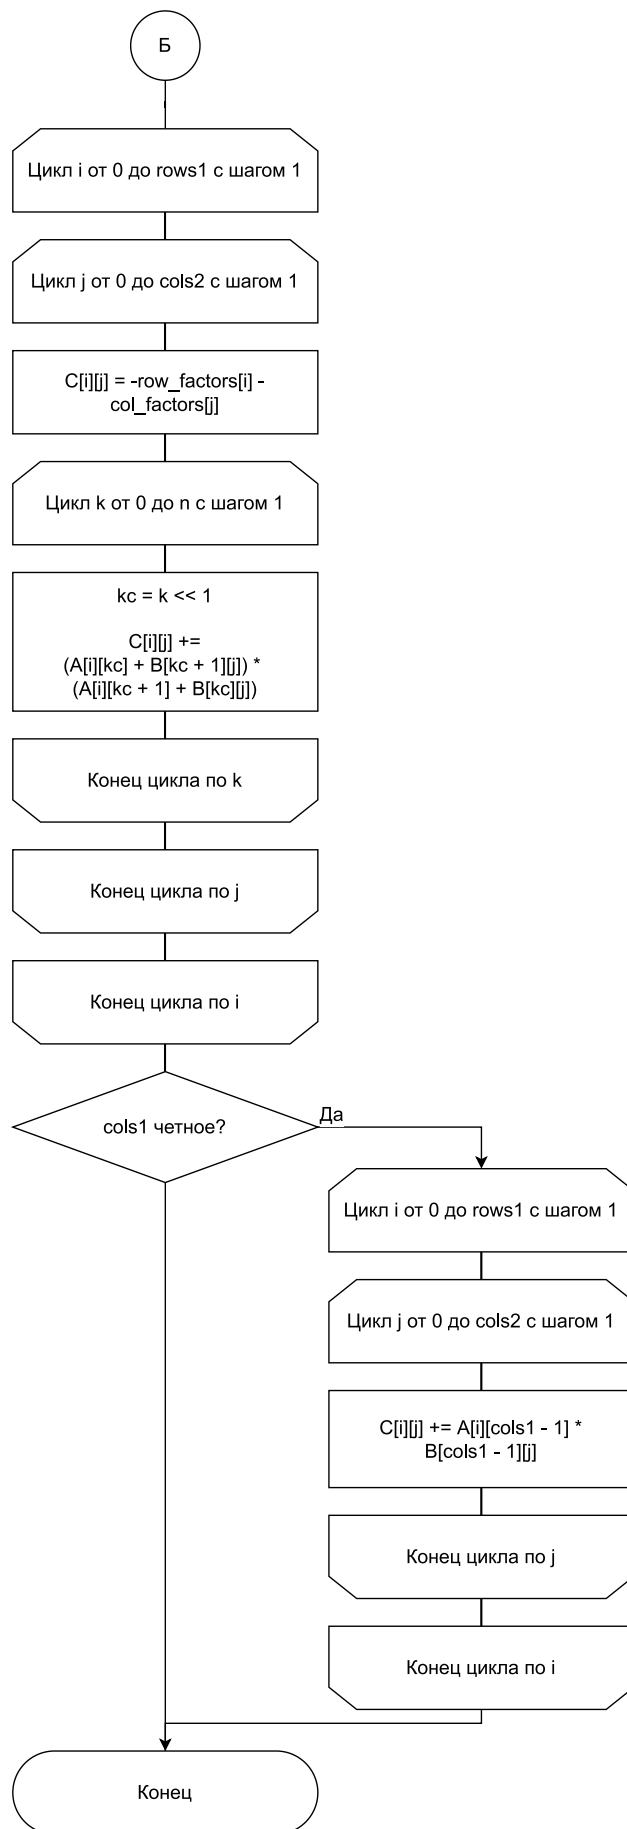 Б
Цикл i от 0 до rows1 с шагом 1
Цикл j от 0 до cols2 с шагом 1
C[i][j] = -row_factors[i] -
col_factors[j]
Цикл k от 0 до n с шагом 1
kc = k << 1
C[i][j] +=
(A[i][kc] + B[kc + 1][j]) *
(A[i][kc + 1] + B[kc][j])
Конец цикла по k
Конец цикла по j
Конец цикла по i
cols1 четное?
Да
Цикл i от 0 до rows1 с шагом 1
Цикл j от 0 до cols2 с шагом 1
C[i][j] += A[i][cols1 - 1] *
B[cols1 - 1][j]
Конец цикла по j
Конец цикла по i
Конец